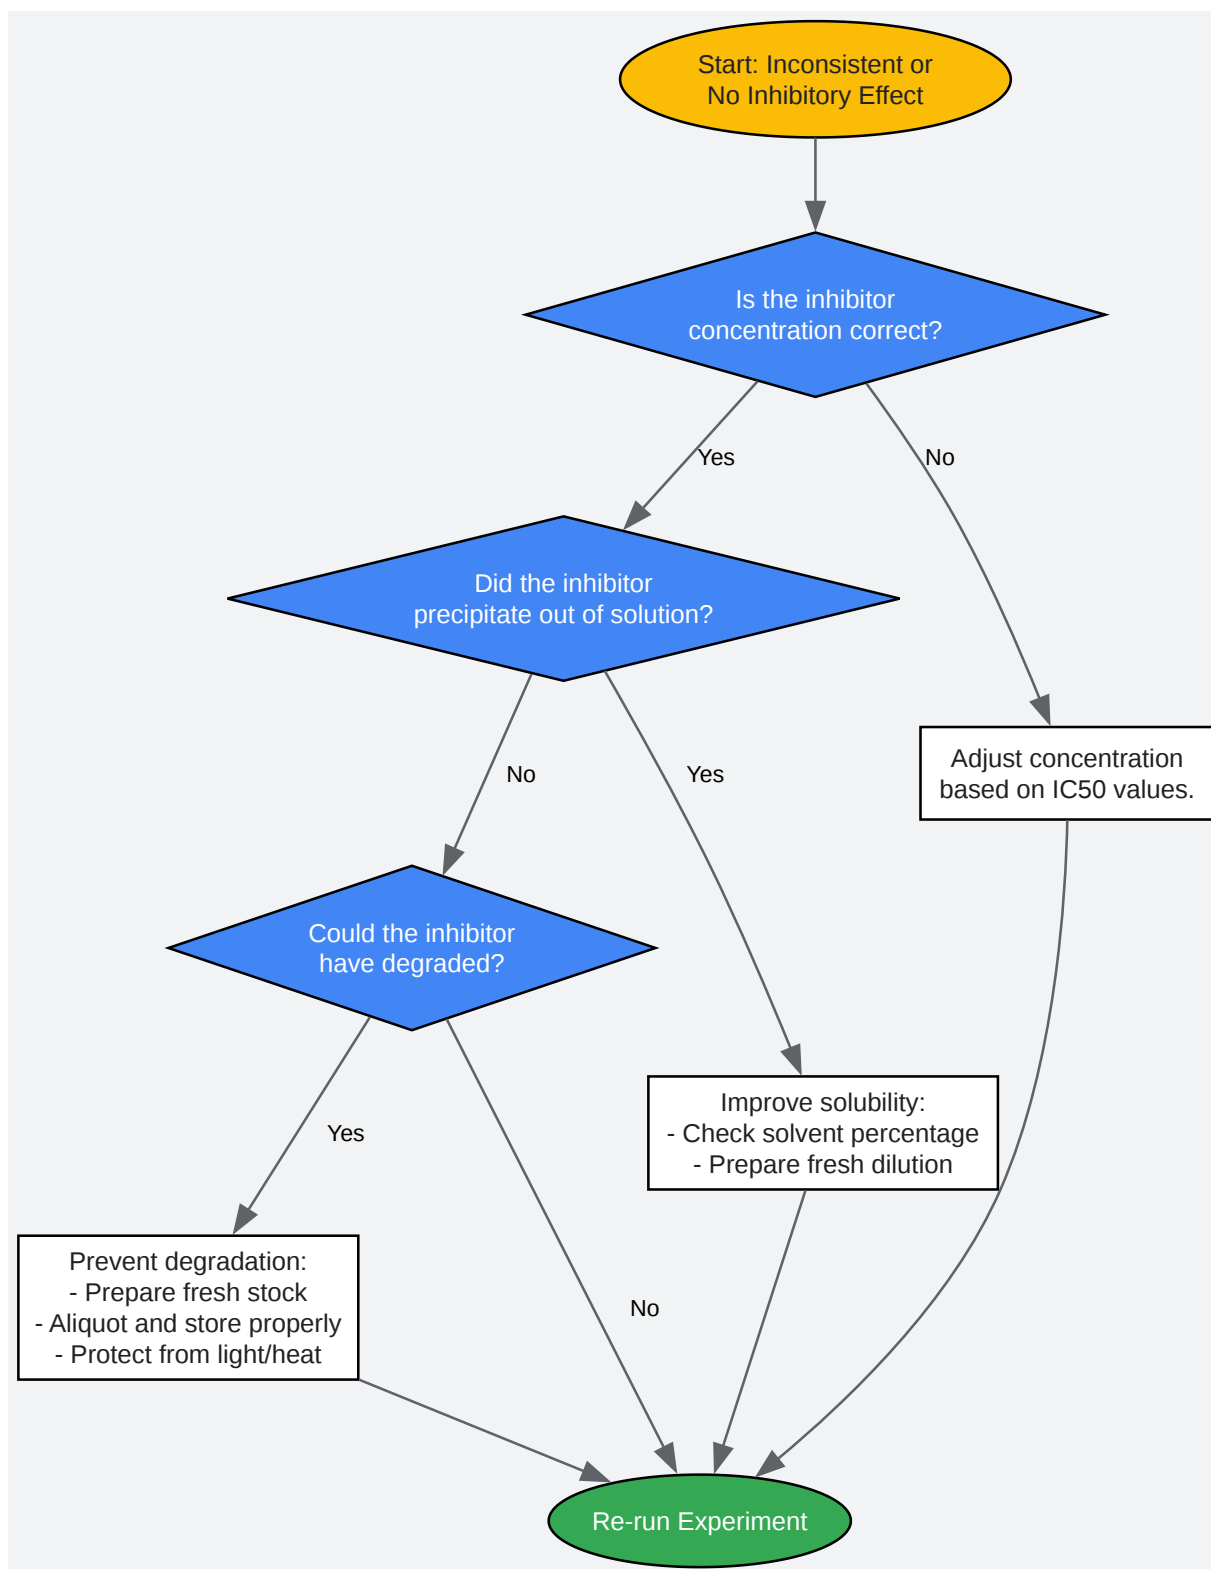 Start: Inconsistent or
No Inhibitory Effect
Is the inhibitor
concentration correct?
Yes
No
Did the inhibitor
precipitate out of solution?
No
Yes
Adjust concentration
based on IC50 values.
Could the inhibitor
have degraded?
Yes
No
Improve solubility:
- Check solvent percentage
- Prepare fresh dilution
Prevent degradation:
- Prepare fresh stock
- Aliquot and store properly
- Protect from light/heat
Re-run Experiment